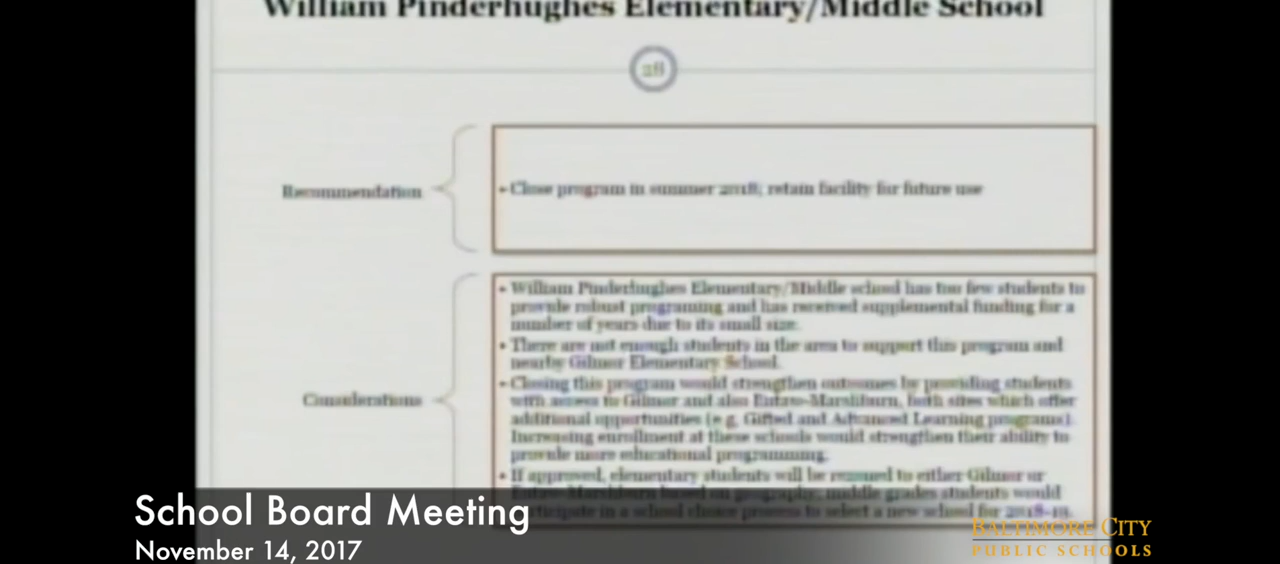 William Pinderhughes Elementary/Middle School
28
Recommendation
• Close program in summer 2018; retain facility for future use
• William Pinderhughes Elementary/Middle school has too few students to
provide robust programing and has received supplemental funding for a
number of years due to its small size.
• There are not enough students in the area to support this program and
nearby Gilmor Elementary School.
Considerations
• Closing this program would strengthen outcomes by providing students
with access to Gilmor and also Eutaw-Marshburn, both sites which offer
additional opportunities (e.g. Gifted and Advanced Learning programs).
Increasing enrollment at these schools would strengthen their ability to
provide more educational programming.
• If approved, elementary students will be rezoned to either Gilmor or
Eutaw-Marshburn based on geography; middle grades students would
participate in a school choice process to select a new school for 2018-19.
School Board Meeting
November 14, 2017
BALTIMORE CITY
PUBLIC SCHOOLS